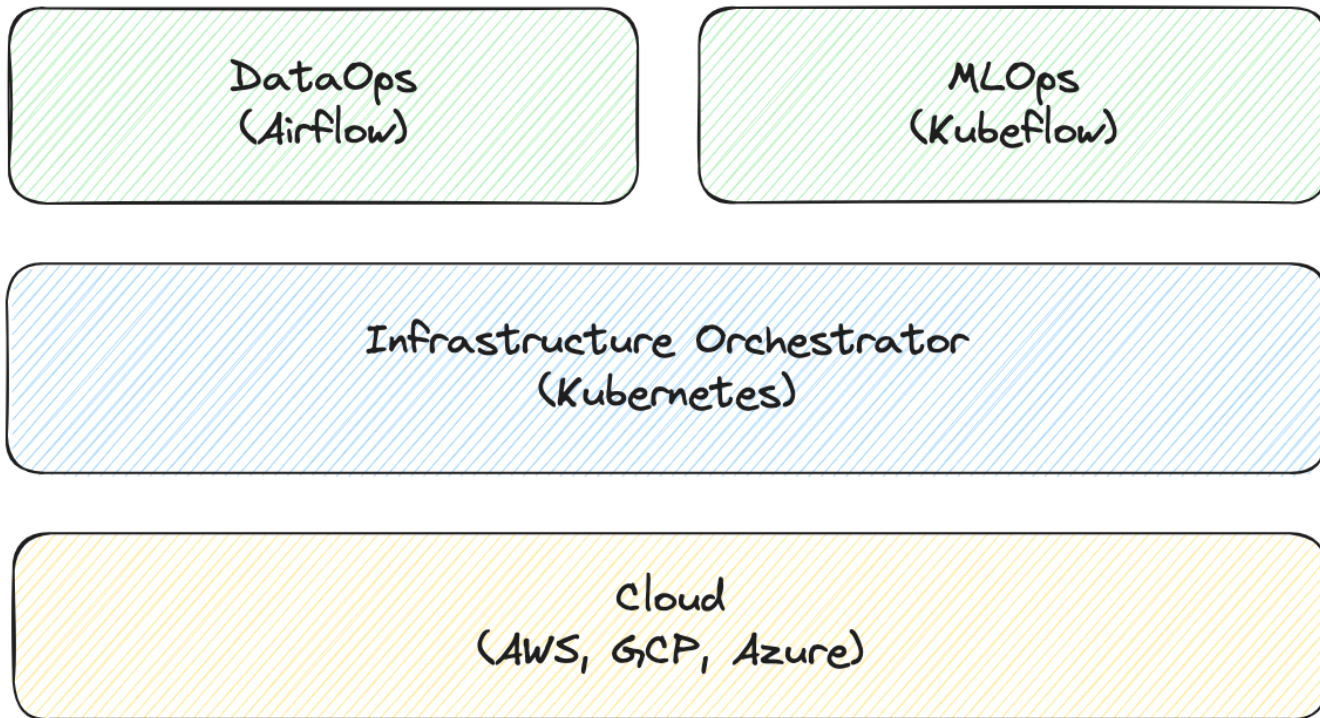 DataOps
(Airflow)
MLOps
(Kubeflow)
Infrastructure Orchestrator
(Kubernetes)
Cloud
(AWS, GCP, Azure)